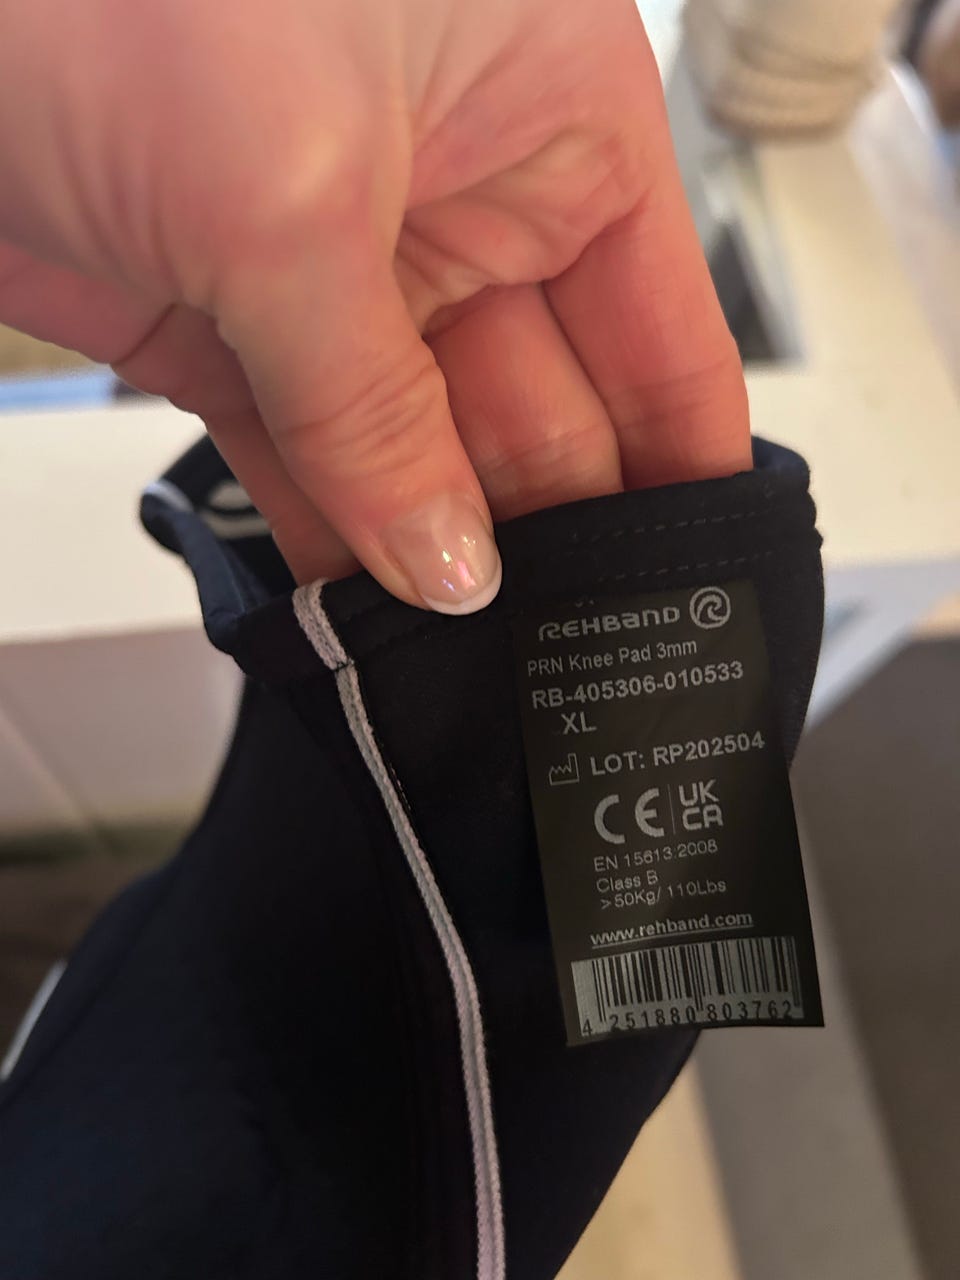 REHBAND
PRN Knee Pad 3mm
RB-405306-010533
XL
LOT: RP202504
CE UK CA
EN 15613:2008
Class B
>50Kg/ 110Lbs
www.rehband.com
4 251880 803762